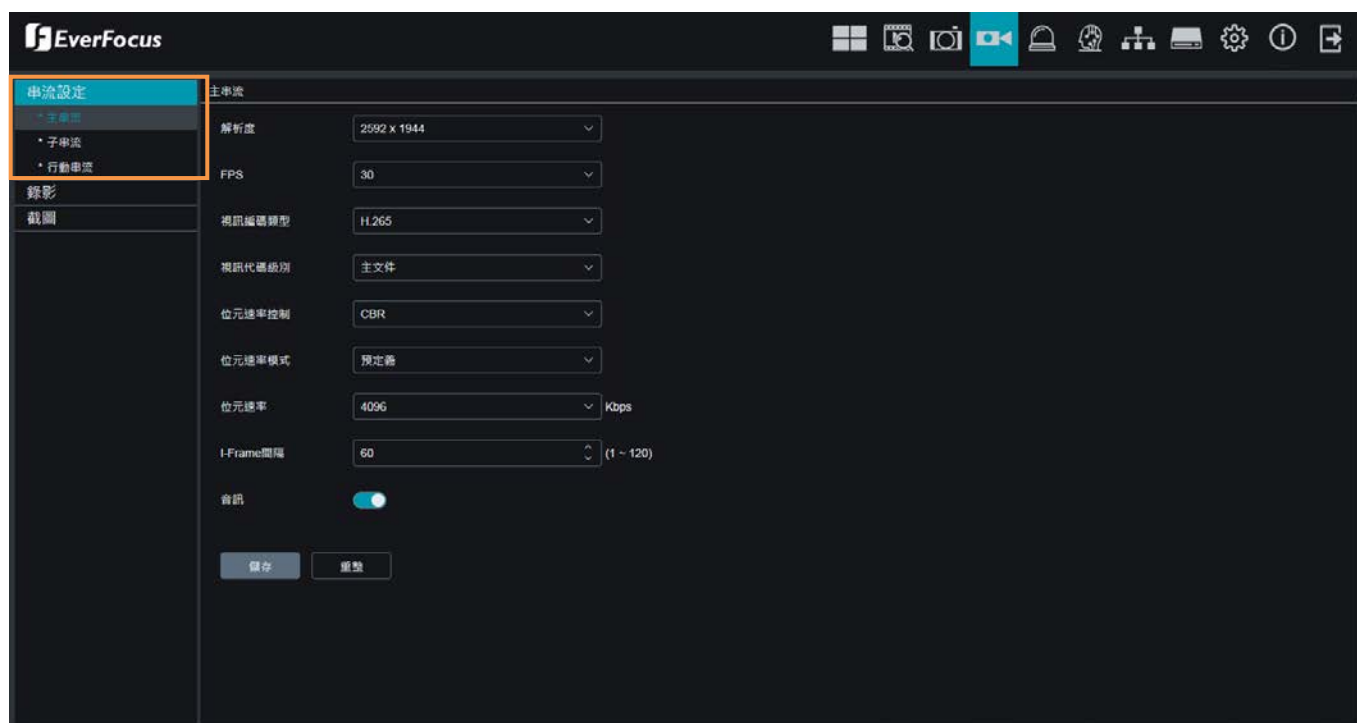 EverFocus
串流設定
主串流
* 主串流
• 子串流
• 行動串流
錄影
截圖
解析度 2592 x 1944
FPS 30
視訊編碼類型 H.265
視訊代碼級別 主文件
位元速率控制 CBR
位元速率模式 預定義
位元速率 4096 Kbps
I-Frame間隔 60 (1 ~ 120)
音訊
儲存 重整